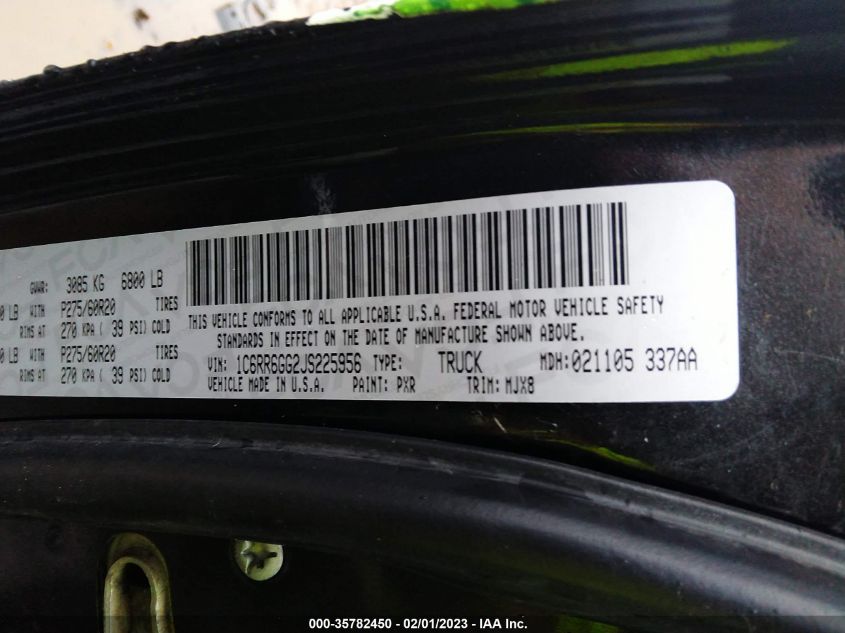 GVWR: 3085 KG 6800 LB
LB WITH P275/60R20 TIRES
RIMS AT 270 KPA ( 39 PSI) COLD
LB WITH P275/60R20 TIRES
RIMS AT 270 KPA ( 39 PSI) COLD
THIS VEHICLE CONFORMS TO ALL APPLICABLE U.S.A. FEDERAL MOTOR VEHICLE SAFETY
STANDARDS IN EFFECT ON THE DATE OF MANUFACTURE SHOWN ABOVE.
VIN: 1C6RR6GG2JS225956 TYPE: TRUCK MDH: 021105 337AA
VEHICLE MADE IN U.S.A. PAINT: PXR TRIM: MJX8
000-35782450 - 02/01/2023 - IAA Inc.